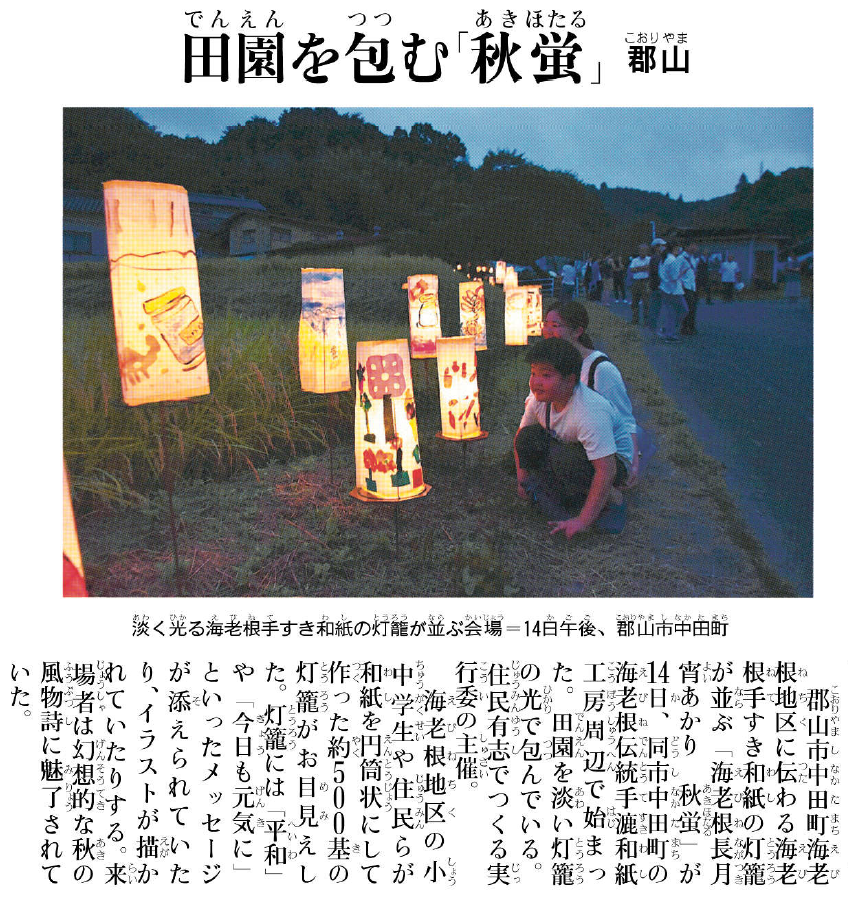 田園を包む「秋蛍」 郡山
淡く光る海老根手すき和紙の灯籠が並ぶ会場＝14日午後、郡山市中田町
郡山市中田町海老
根地区に伝わる海老
根手すき和紙の灯籠
が並ぶ「海老根長月
宵あかり 秋蛍」が
14日、同市中田町の
海老根伝統手漉和紙
工房周辺で始まっ
た。田園を淡い灯籠
の光で包んでいる。
住民有志でつくる実
行委の主催。
海老根地区の小
中学生や住民らが
和紙を円筒状にして
作った約500基の
灯籠がお目見えし
た。灯籠には「平和」
や「今日も元気に」
といったメッセージ
が添えられていた
り、イラストが描か
れていたりする。来
場者は幻想的な秋の
風物詩に魅了されて
いた。